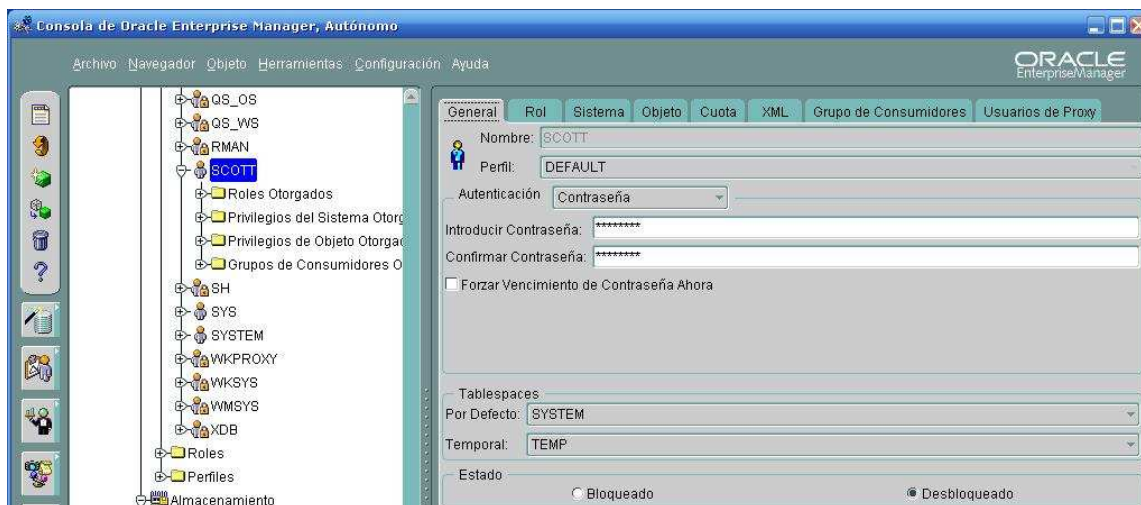 Consola de Oracle Enterprise Manager, Autónomo
Archivo Navegador Objeto Herramientas Configuración Ayuda
ORACLE
EnterpriseManager
QS_OS
QS_WS
RMAN
SCOTT
Roles Otorgados
Privilegios del Sistema Otorg
Privilegios de Objeto Otorgad
Grupos de Consumidores O
SH
SYS
SYSTEM
WKPROXY
WKSYS
WMSYS
XDB
Roles
Perfiles
Almacenamiento
General Rol Sistema Objeto Cuota XML Grupo de Consumidores Usuarios de Proxy
Nombre: SCOTT
Perfil: DEFAULT
Autenticación Contraseña
Introducir Contraseña: ********
Confirmar Contraseña: ********
Forzar Vencimiento de Contraseña Ahora
Tablespaces
Por Defecto: SYSTEM
Temporal: TEMP
Estado
Bloqueado Desbloqueado